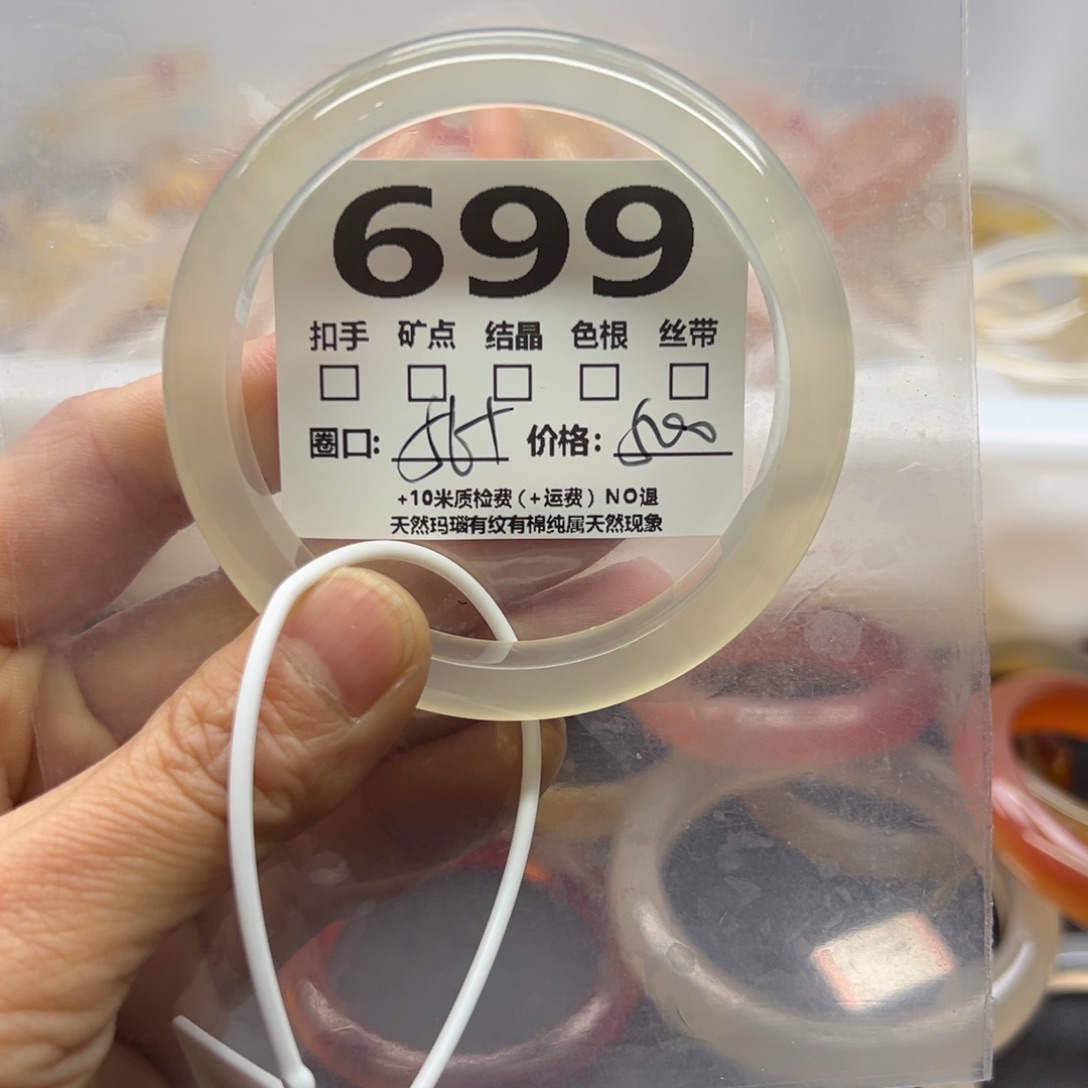 699
扣手 矿点 结晶 色根 丝带
圈口: 价格:
+10米质检费(+运费) NO退
天然玛瑙有纹有棉纯属天然现象